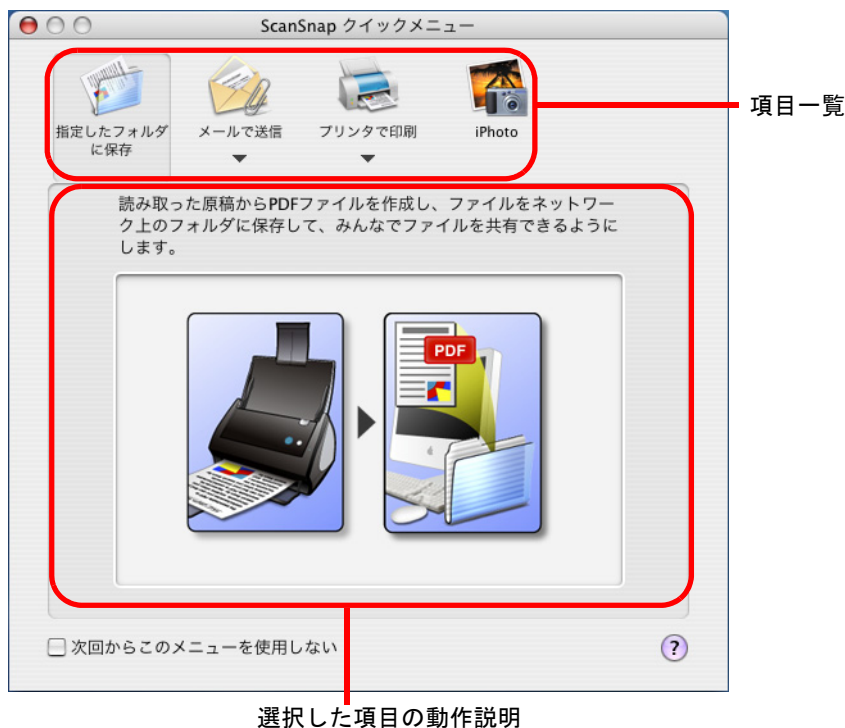 ScanSnap クイックメニュー
指定したフォルダ
に保存
メールで送信
プリンタで印刷
iPhoto
項目一覧
読み取った原稿からPDFファイルを作成し、ファイルをネットワー
ク上のフォルダに保存して、みんなでファイルを共有できるように
します。
PDF
次回からこのメニューを使用しない
?
選択した項目の動作説明